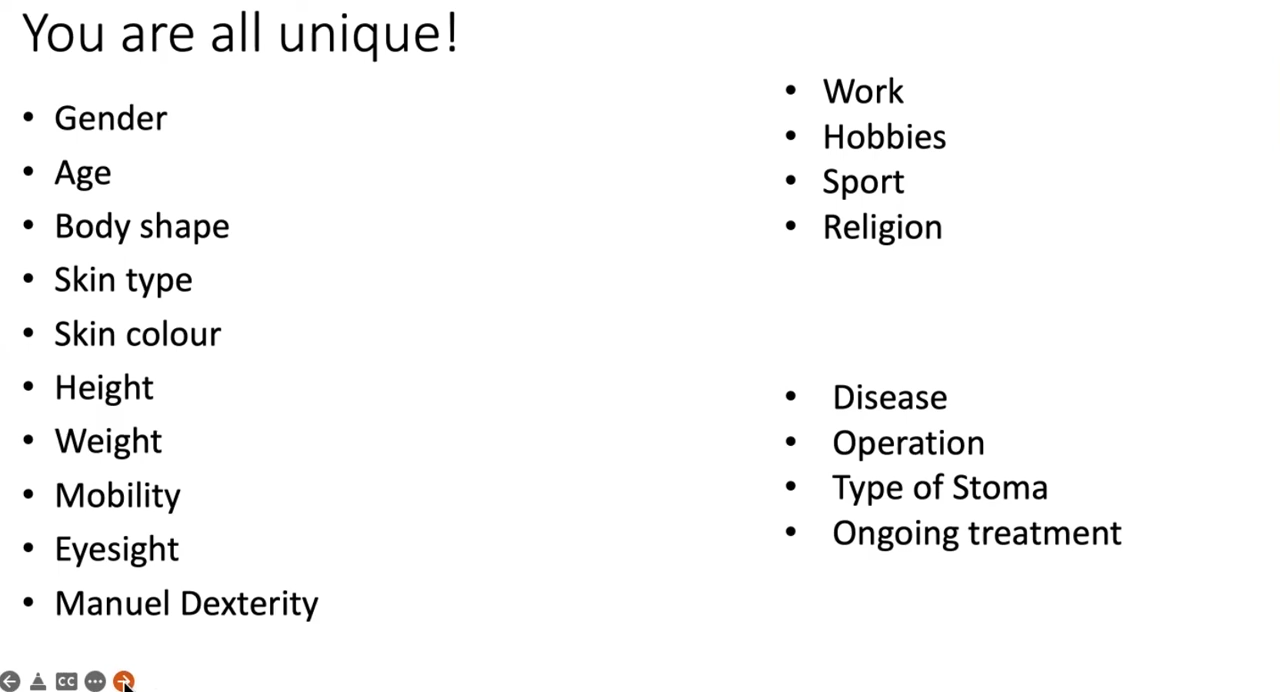 You are all unique!
• Gender
• Age
• Body shape
• Skin type
• Skin colour
• Height
• Weight
• Mobility
• Eyesight
• Manuel Dexterity
• Work
• Hobbies
• Sport
• Religion
• Disease
• Operation
• Type of Stoma
• Ongoing treatment
CC